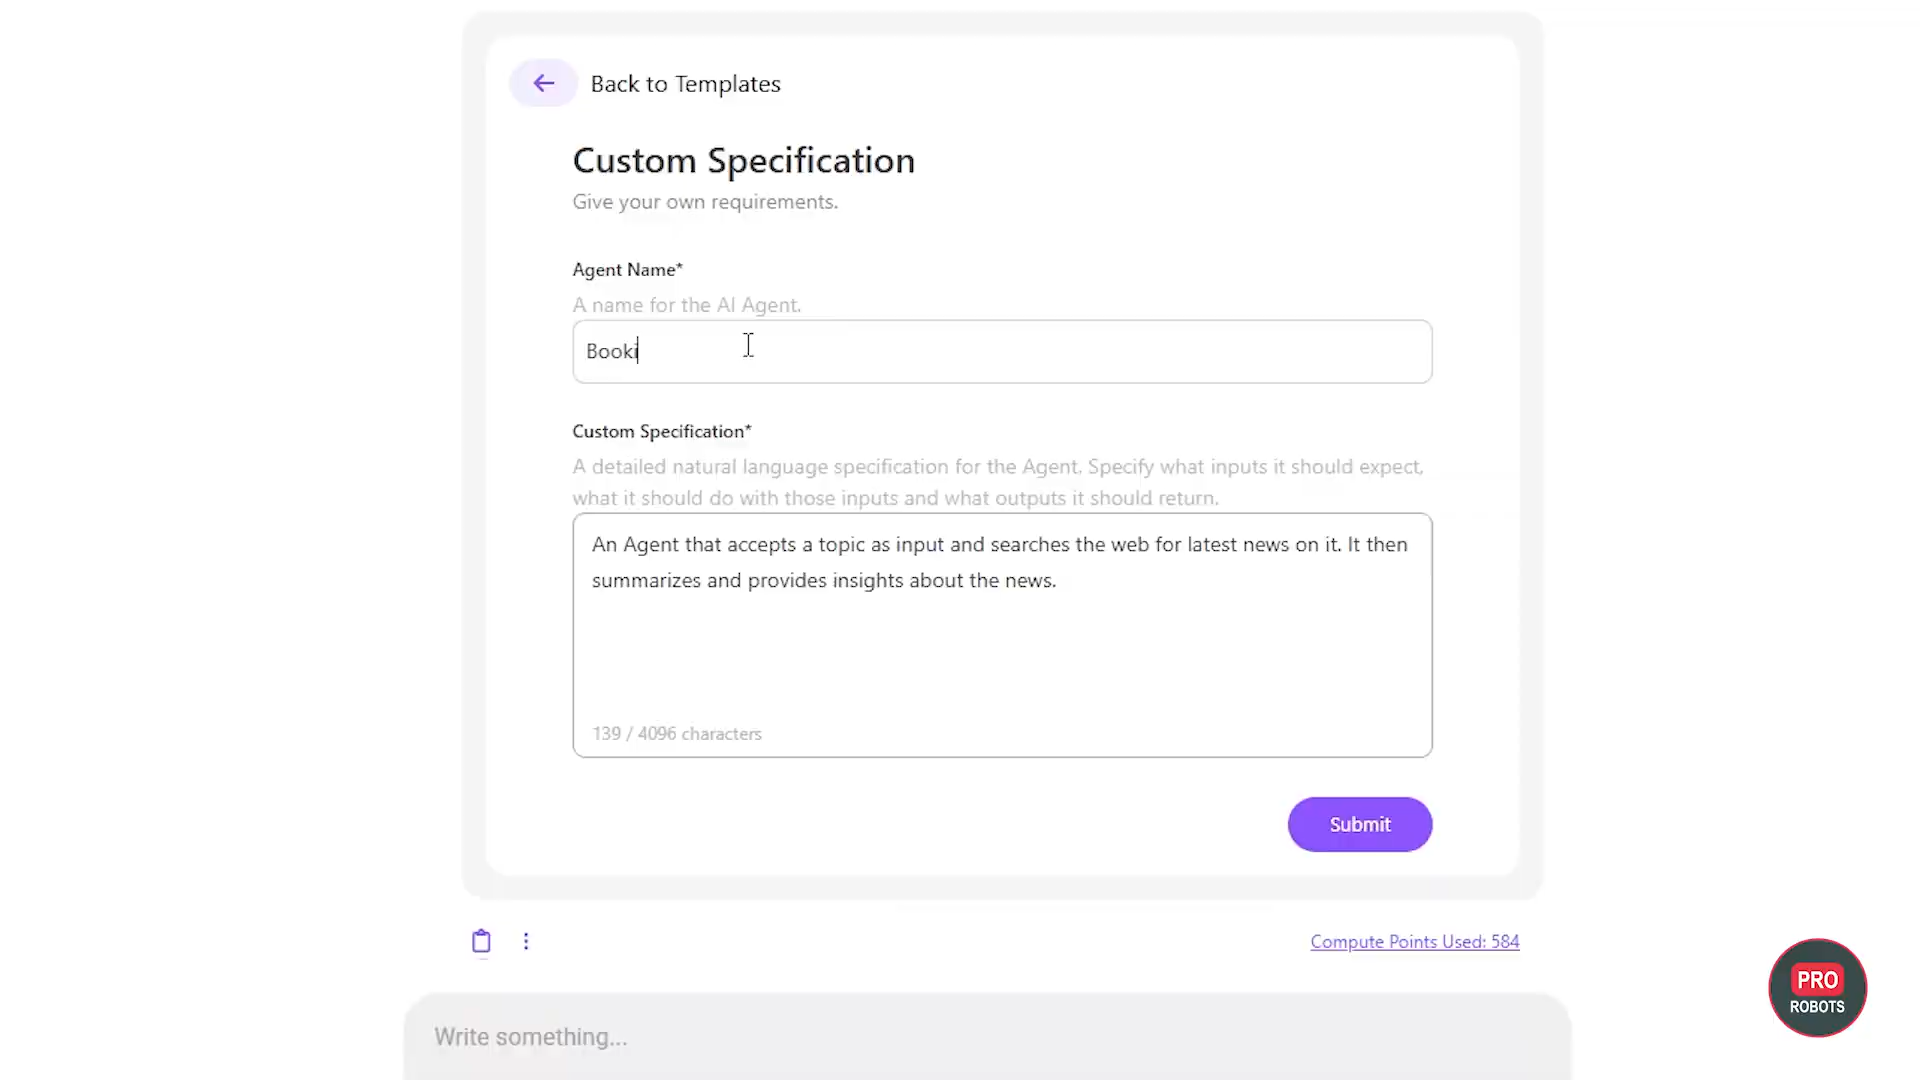 Back to Templates
Custom Specification
Give your own requirements.
Agent Name*
A name for the AI Agent.
Booki
Custom Specification*
A detailed natural language specification for the Agent. Specify what inputs it should expect,
what it should do with those inputs and what outputs it should return.
An Agent that accepts a topic as input and searches the web for latest news on it. It then
summarizes and provides insights about the news.
139 / 4096 characters
Submit
Compute Points Used: 584
PRO
ROBOTS
Write something...